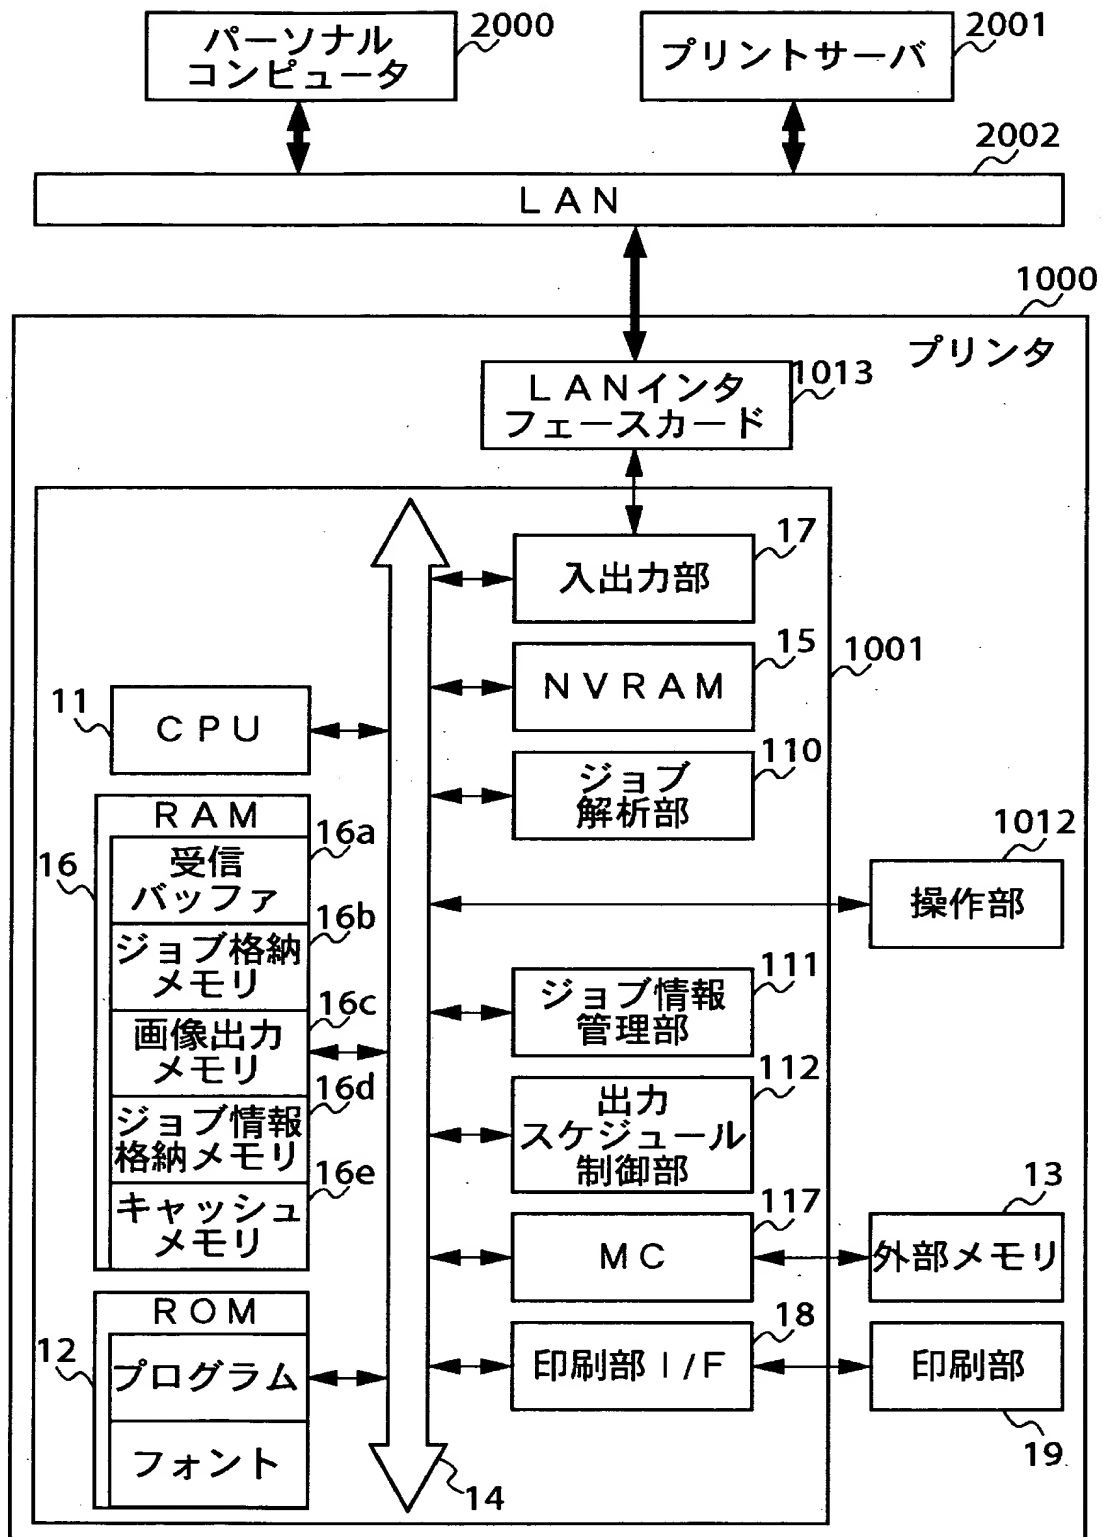 パーソナル
コンピュータ
2000
プリントサーバ
2001
2002
LAN
1000
プリンタ
LANインタ
フェースカード
1013
17
入出力部
15
1001
NVRAM
11
CPU
110
ジョブ
解析部
RAM
16
16a
受信
バッファ
1012
操作部
16b
ジョブ格納
メモリ
111
ジョブ情報
管理部
16c
画像出力
メモリ
112
出力
スケジュール
制御部
16d
ジョブ情報
格納メモリ
16e
キャッシュ
メモリ
117
MC
13
外部メモリ
ROM
12
プログラム
フォント
18
印刷部I/F
印刷部
19
14